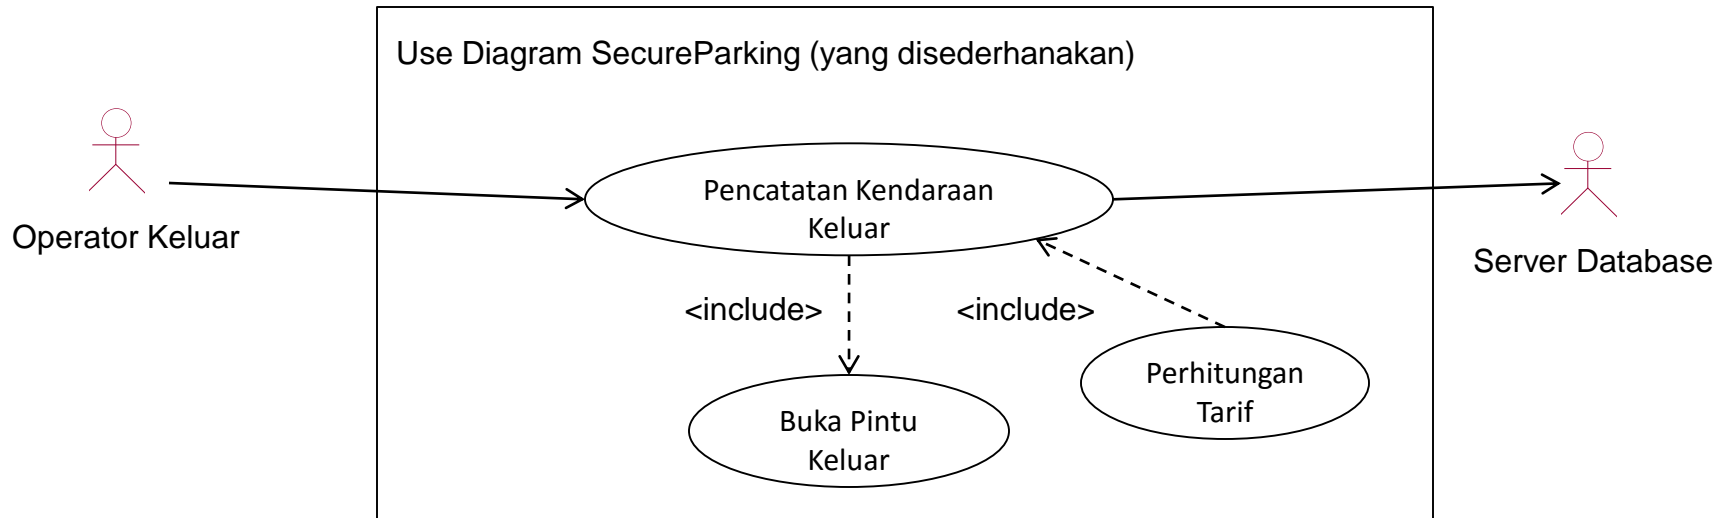 Use Diagram SecureParking (yang disederhanakan)
Operator Keluar
Pencatatan Kendaraan
Keluar
Server Database
<include>
<include>
Perhitungan
Tarif
Buka Pintu
Keluar